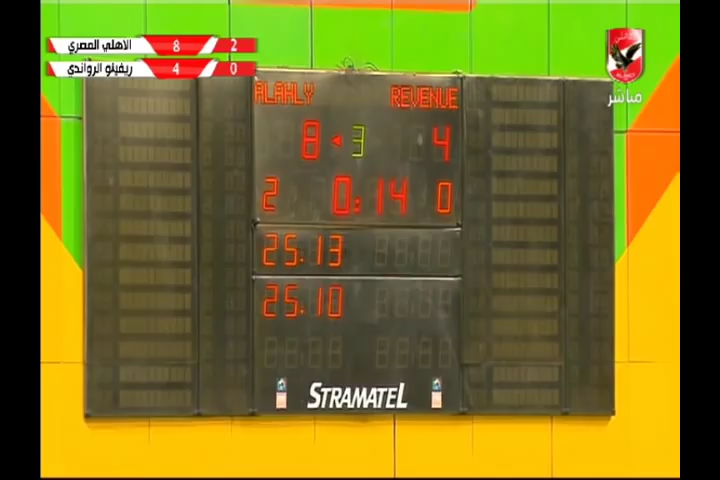 الاهلي المصري 8 2
ريفينو الرواندي 4 0
مباشر
ALAHLY REVENUE
8 3 4
2 0:14 0
25.13
25.10
STRAMATEL